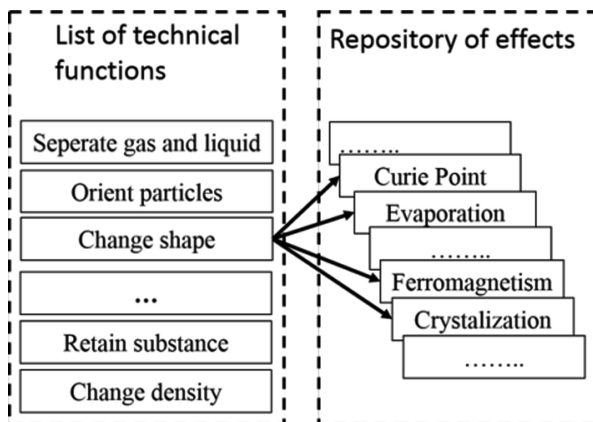 List of technical
functions
Seperate gas and liquid
Orient particles
Change shape
...
Retain substance
Change density
Repository of effects
........
Curie Point
Evaporation
........
Ferromagnetism
Crystalization
........